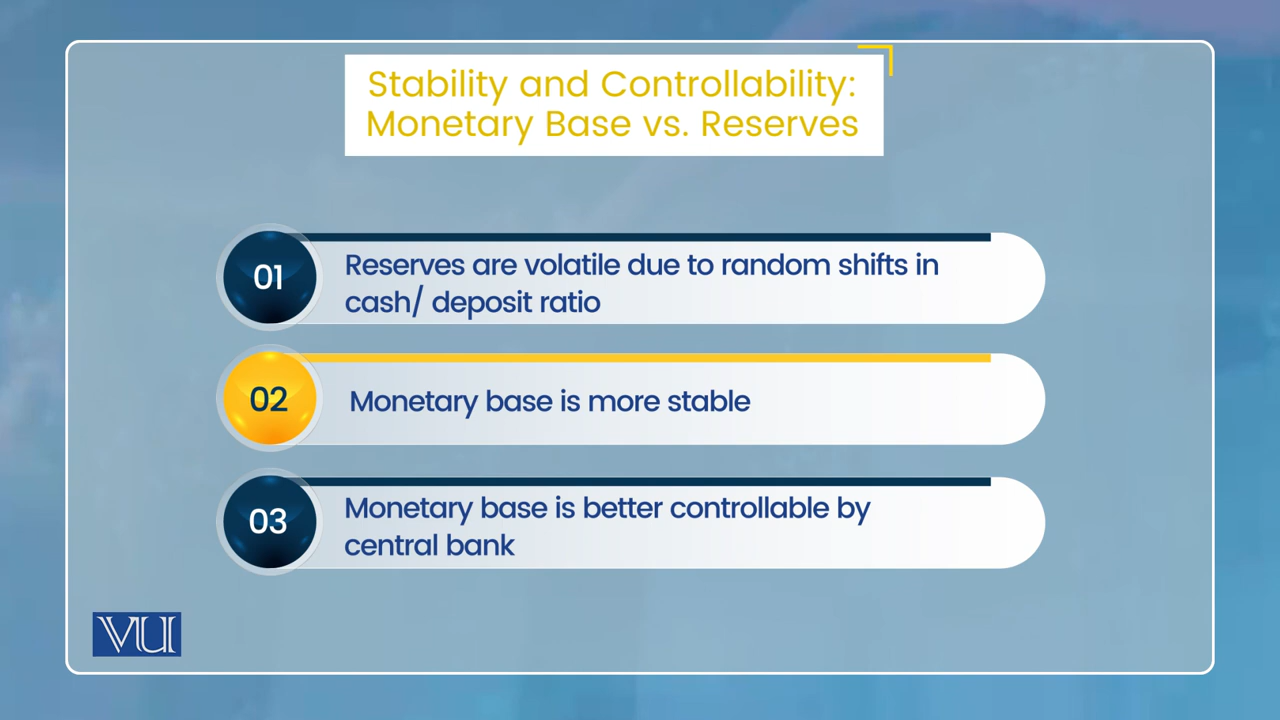 Stability and Controllability:
Monetary Base vs. Reserves
01
Reserves are volatile due to random shifts in
cash/ deposit ratio
02
Monetary base is more stable
03
Monetary base is better controllable by
central bank
VU